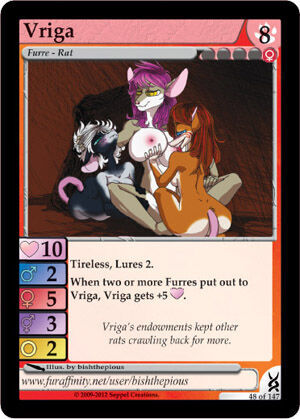 Vriga
8
Furre - Rat
10
2
5
3
2
Tireless, Lures 2.
When two or more Furres put out to
Vriga, Vriga gets +5
Vriga's endowments kept other
rats crawling back for more.
Illus. by bishthepious
www.furaffinity.net/user/bishthepious
© 2009-2012 Seppel Creations.
48 of 147